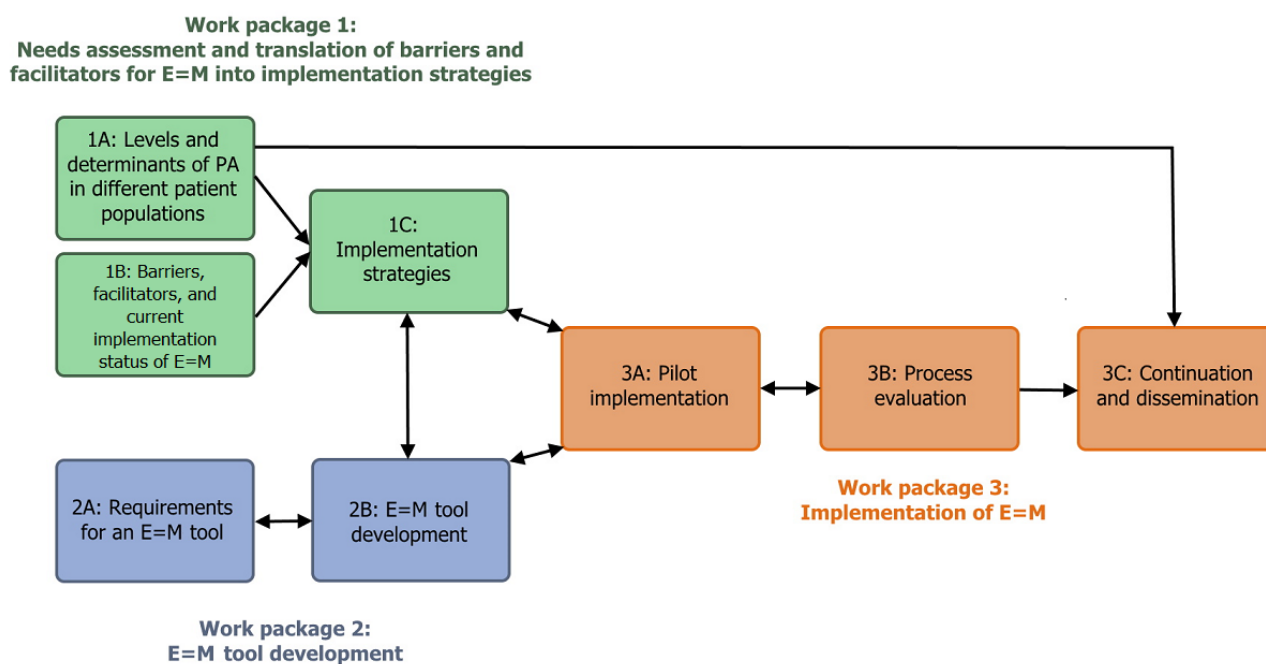 Work package 1:
Needs assessment and translation of barriers and
facilitators for E=M into implementation strategies
1A: Levels and
determinants of PA
in different patient
populations
1B: Barriers,
facilitators, and
current
implementation
status of E=M
1C:
Implementation
strategies
3A: Pilot
implementation
3B: Process
evaluation
3C: Continuation
and dissemination
2A: Requirements
for an E=M tool
2B: E=M tool
development
Work package 3:
Implementation of E=M
Work package 2:
E=M tool development